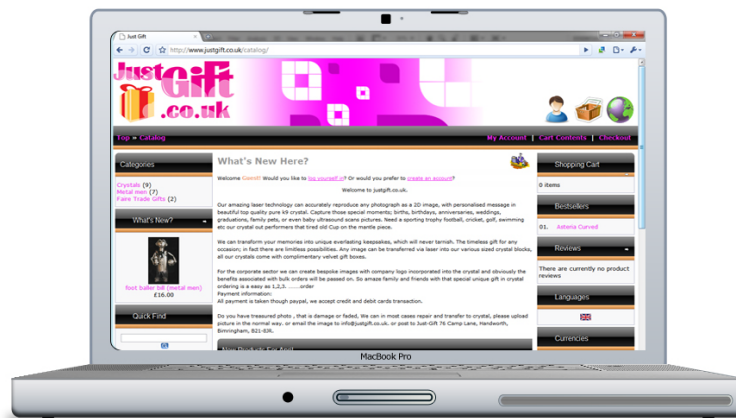 Just Gift
http://www.justgift.co.uk/catalog/
Just Gift
.co.uk
Top » Catalog
My Account | Cart Contents | Checkout
Categories
Crystals (9)
Metal men (7)
Faire Trade Gifts (2)
What's New?
foot baller bil (metal men)
£16.00
Quick Find
What's New Here?
Welcome Guest! Would you like to log yourself in? Or would you prefer to create an account?
Welcome to justgift.co.uk.
Our amazing laser technology can accurately reproduce any photograph as a 2D image, with personalised message in
beautiful top quality pure k9 crystal. Capture those special moments; births, birthdays, anniversaries, weddings,
graduations, family pets, or even baby ultrasound scans pictures. Need a sporting trophy football, cricket, golf, swimming
etc our crystal out performers that tired old Cup on the mantle piece.
We can transform your memories into unique everlasting keepsakes, which will never tarnish. The timeless gift for any
occasion; in fact there are limitless possibilities. Any image can be transferred via laser into our various sized crystal blocks,
all our crystals come with complimentary velvet gift boxes.
For the corporate sector we can create bespoke images with company logo incorporated into the crystal and obviously the
benefits associated with bulk orders will be passed on. So amaze family and friends with that special unique gift in crystal
ordering is a easy as 1,2,3. ......order
Payment information:
All payment is taken though paypal, we accept credit and debit cards transaction.
Do you have treasured photo , that is damage or faded, We can in most cases repair and transfer to crystal, please upload
picture in the normal way. or email the image to info@justgift.co.uk. or post to Just-Gift 76 Camp Lane, Handsworth,
Birmingham, B21-8JR.
New Products For April
Shopping Cart
0 items
Bestsellers
01. Asteria Curved
Reviews
There are currently no product
reviews
Languages
Currencies
MacBook Pro